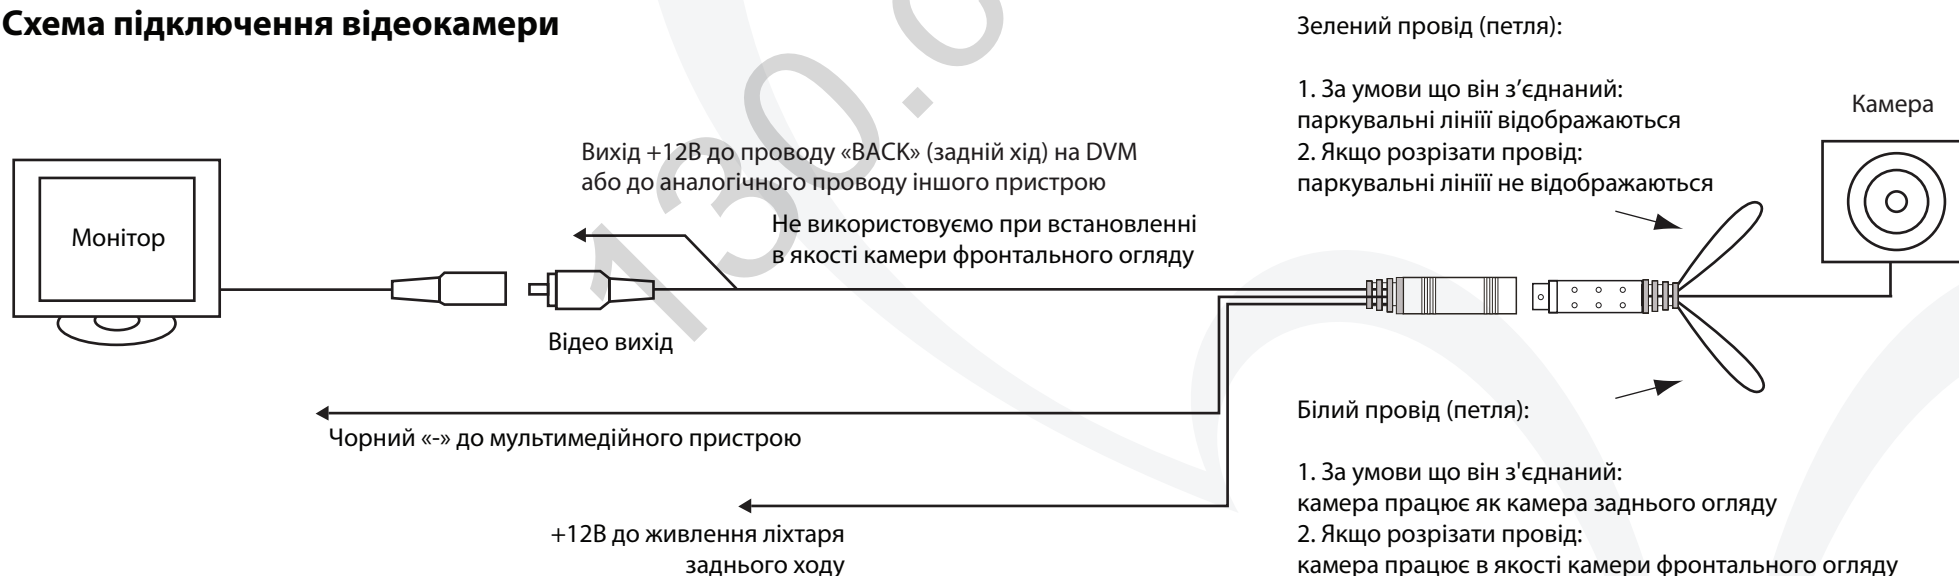 Схема підключення відеокамери
Зелений провід (петля):
1. За умови що він з’єднаний:
паркувальні лініїї відображаються
2. Якщо розрізати провід:
паркувальні лініїї не відображаються
Камера
Вихід +12В до проводу «BACK» (задній хід) на DVM
або до аналогічного проводу іншого пристрою
Не використовуємо при встановленні
в якості камери фронтального огляду
Монітор
Відео вихід
Чорний «-» до мультимедійного пристрою
+12В до живлення ліхтаря
заднього ходу
Білий провід (петля):
1. За умови що він з'єднаний:
камера працює як камера заднього огляду
2. Якщо розрізати провід:
камера працює в якості камери фронтального огляду
130.